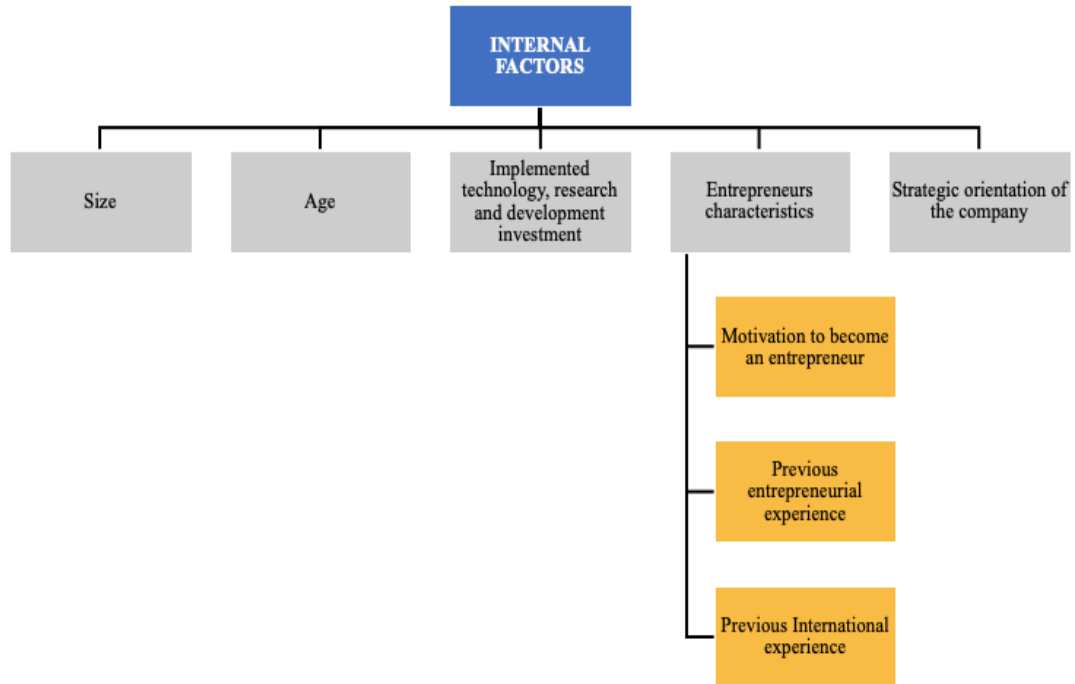 INTERNAL
FACTORS
Size
Age
Implemented
technology, research
and development
investment
Entrepreneurs
characteristics
Strategic orientation of
the company
Motivation to become
an entrepreneur
Previous
entrepreneurial
experience
Previous International
experience